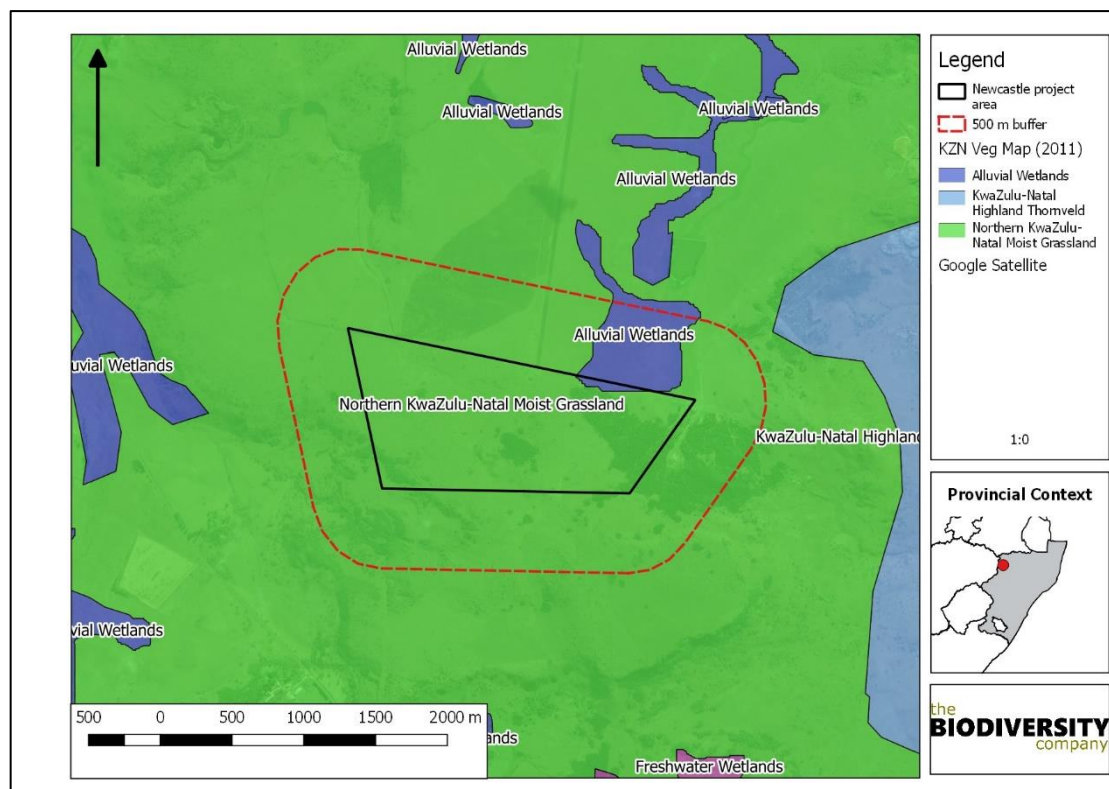 Alluvial Wetlands
Alluvial Wetlands
Alluvial Wetlands
Alluvial Wetlands
Alluvial Wetlands
uvial Wetlands
Northern KwaZulu-Natal Moist Grassland
KwaZulu-Natal Highland
vial Wetlands
500 0 500 1000 1500 2000 m
ands
Freshwater Wetlands
Legend
Newcastle project
area
500 m buffer
KZN Veg Map (2011)
Alluvial Wetlands
KwaZulu-Natal
Highland Thornveld
Northern KwaZulu-
Natal Moist Grassland
Google Satellite
1:0
Provincial Context
the
BIODIVERSITY
company